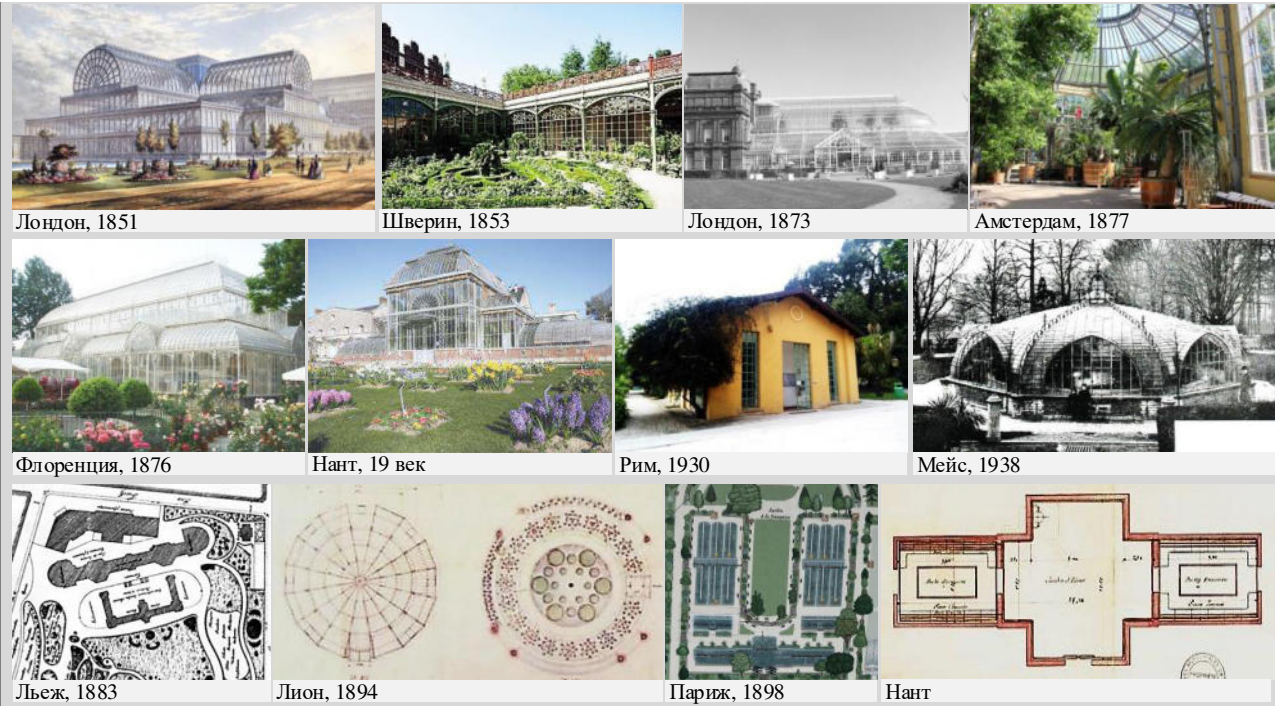 Лондон, 1851
Шверин, 1853
Лондон, 1873
Амстердам, 1877
Флоренция, 1876
Нант, 19 век
Рим, 1930
Мейс, 1938
Льеж, 1883
Лион, 1894
Париж, 1898
Нант